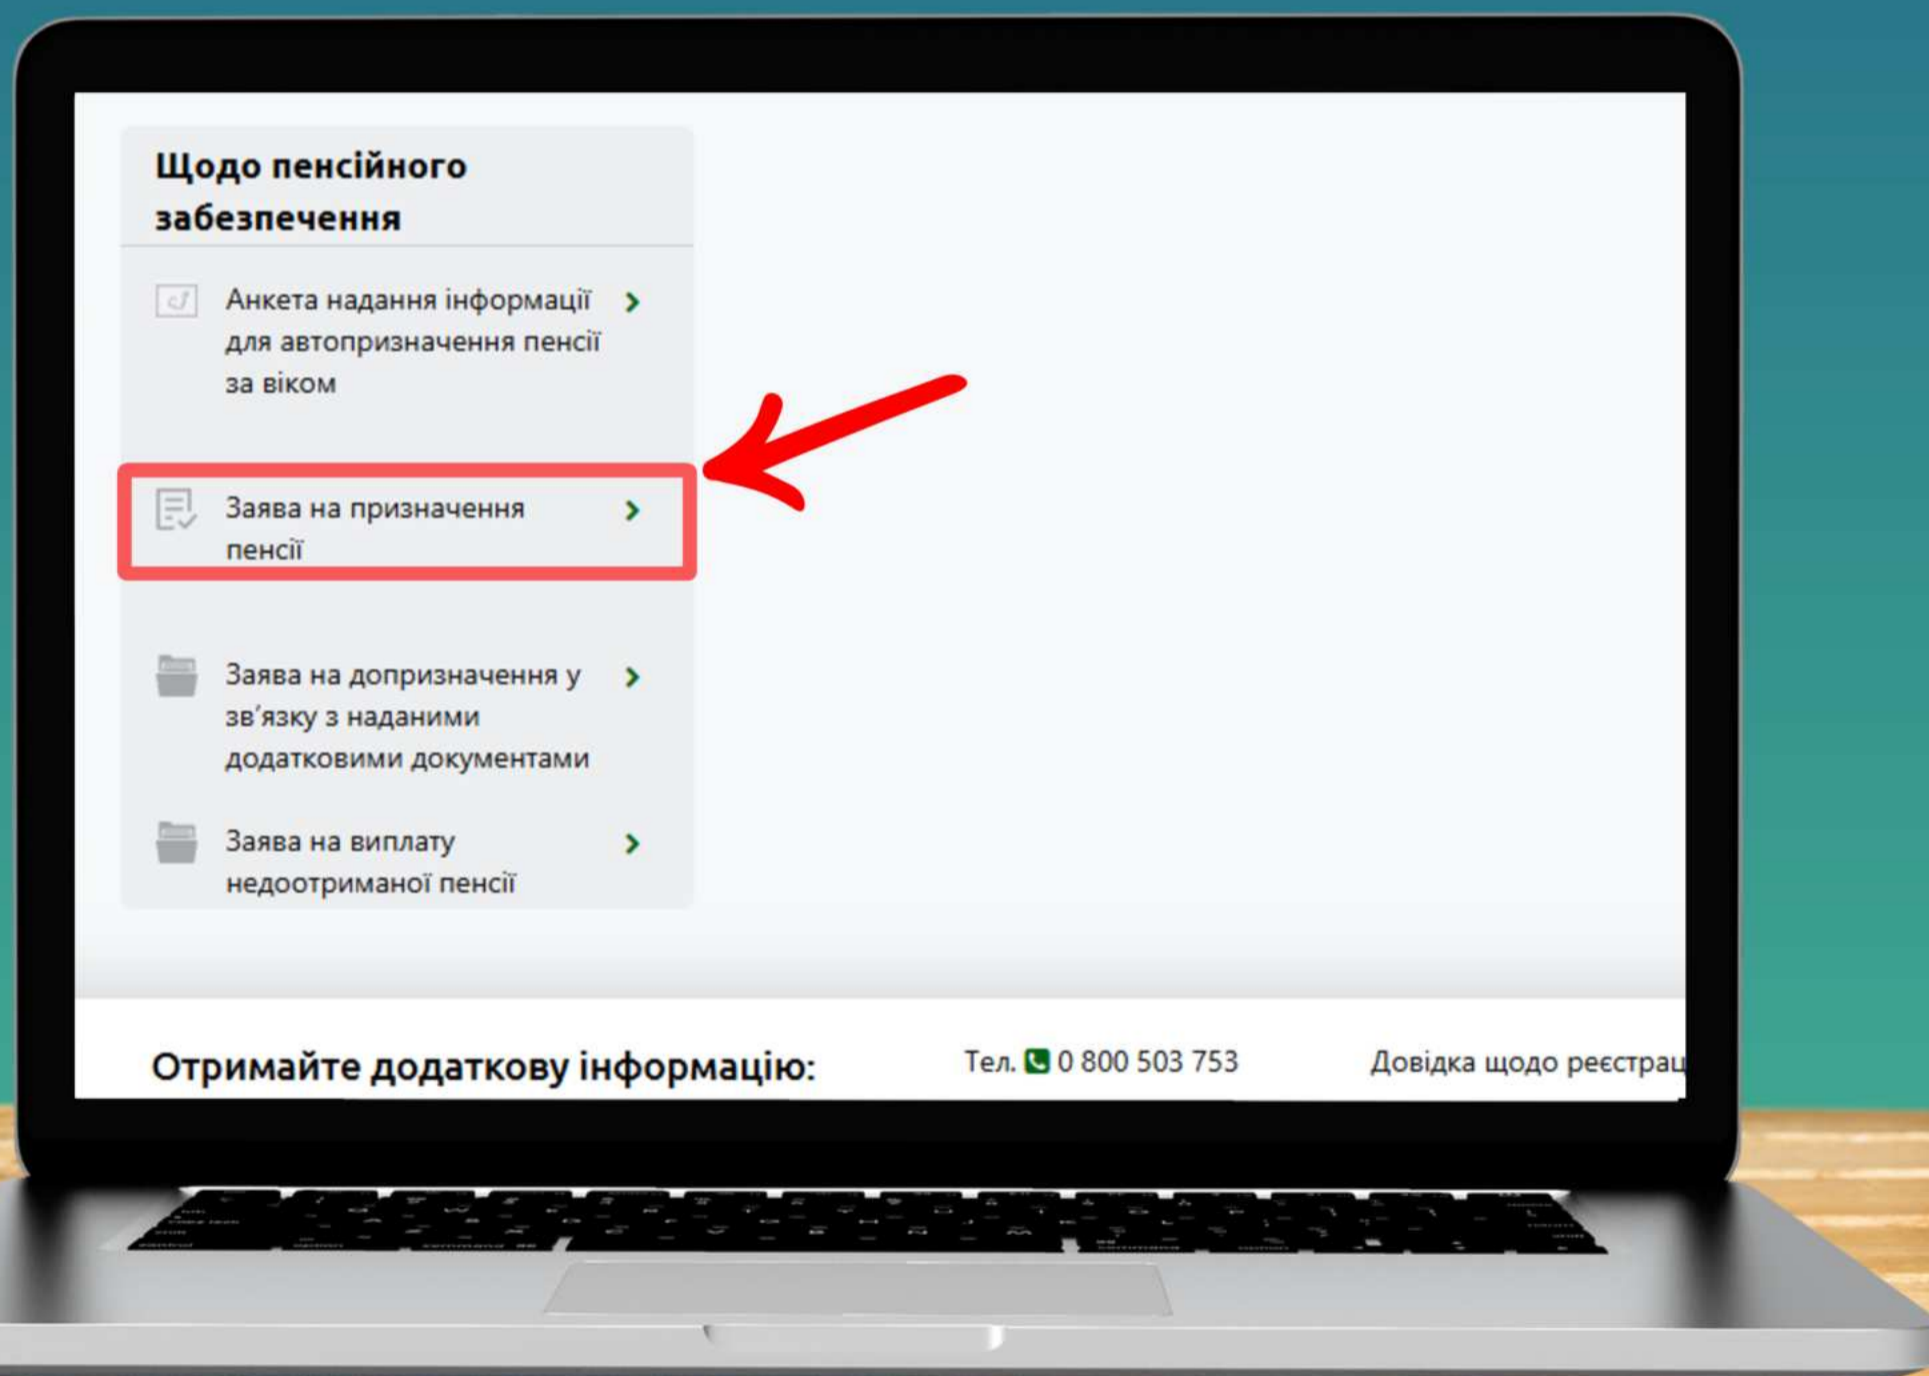 Щодо пенсійного
забезпечення
Анкета надання інформації
для автопризначення пенсії
за віком
Заява на призначення
пенсії
Заява на допризначення у
зв’язку з наданими
додатковими документами
Заява на виплату
недоотриманої пенсії
Отримайте додаткову інформацію:
Тел. 0 800 503 753
Довідка щодо реєстрац